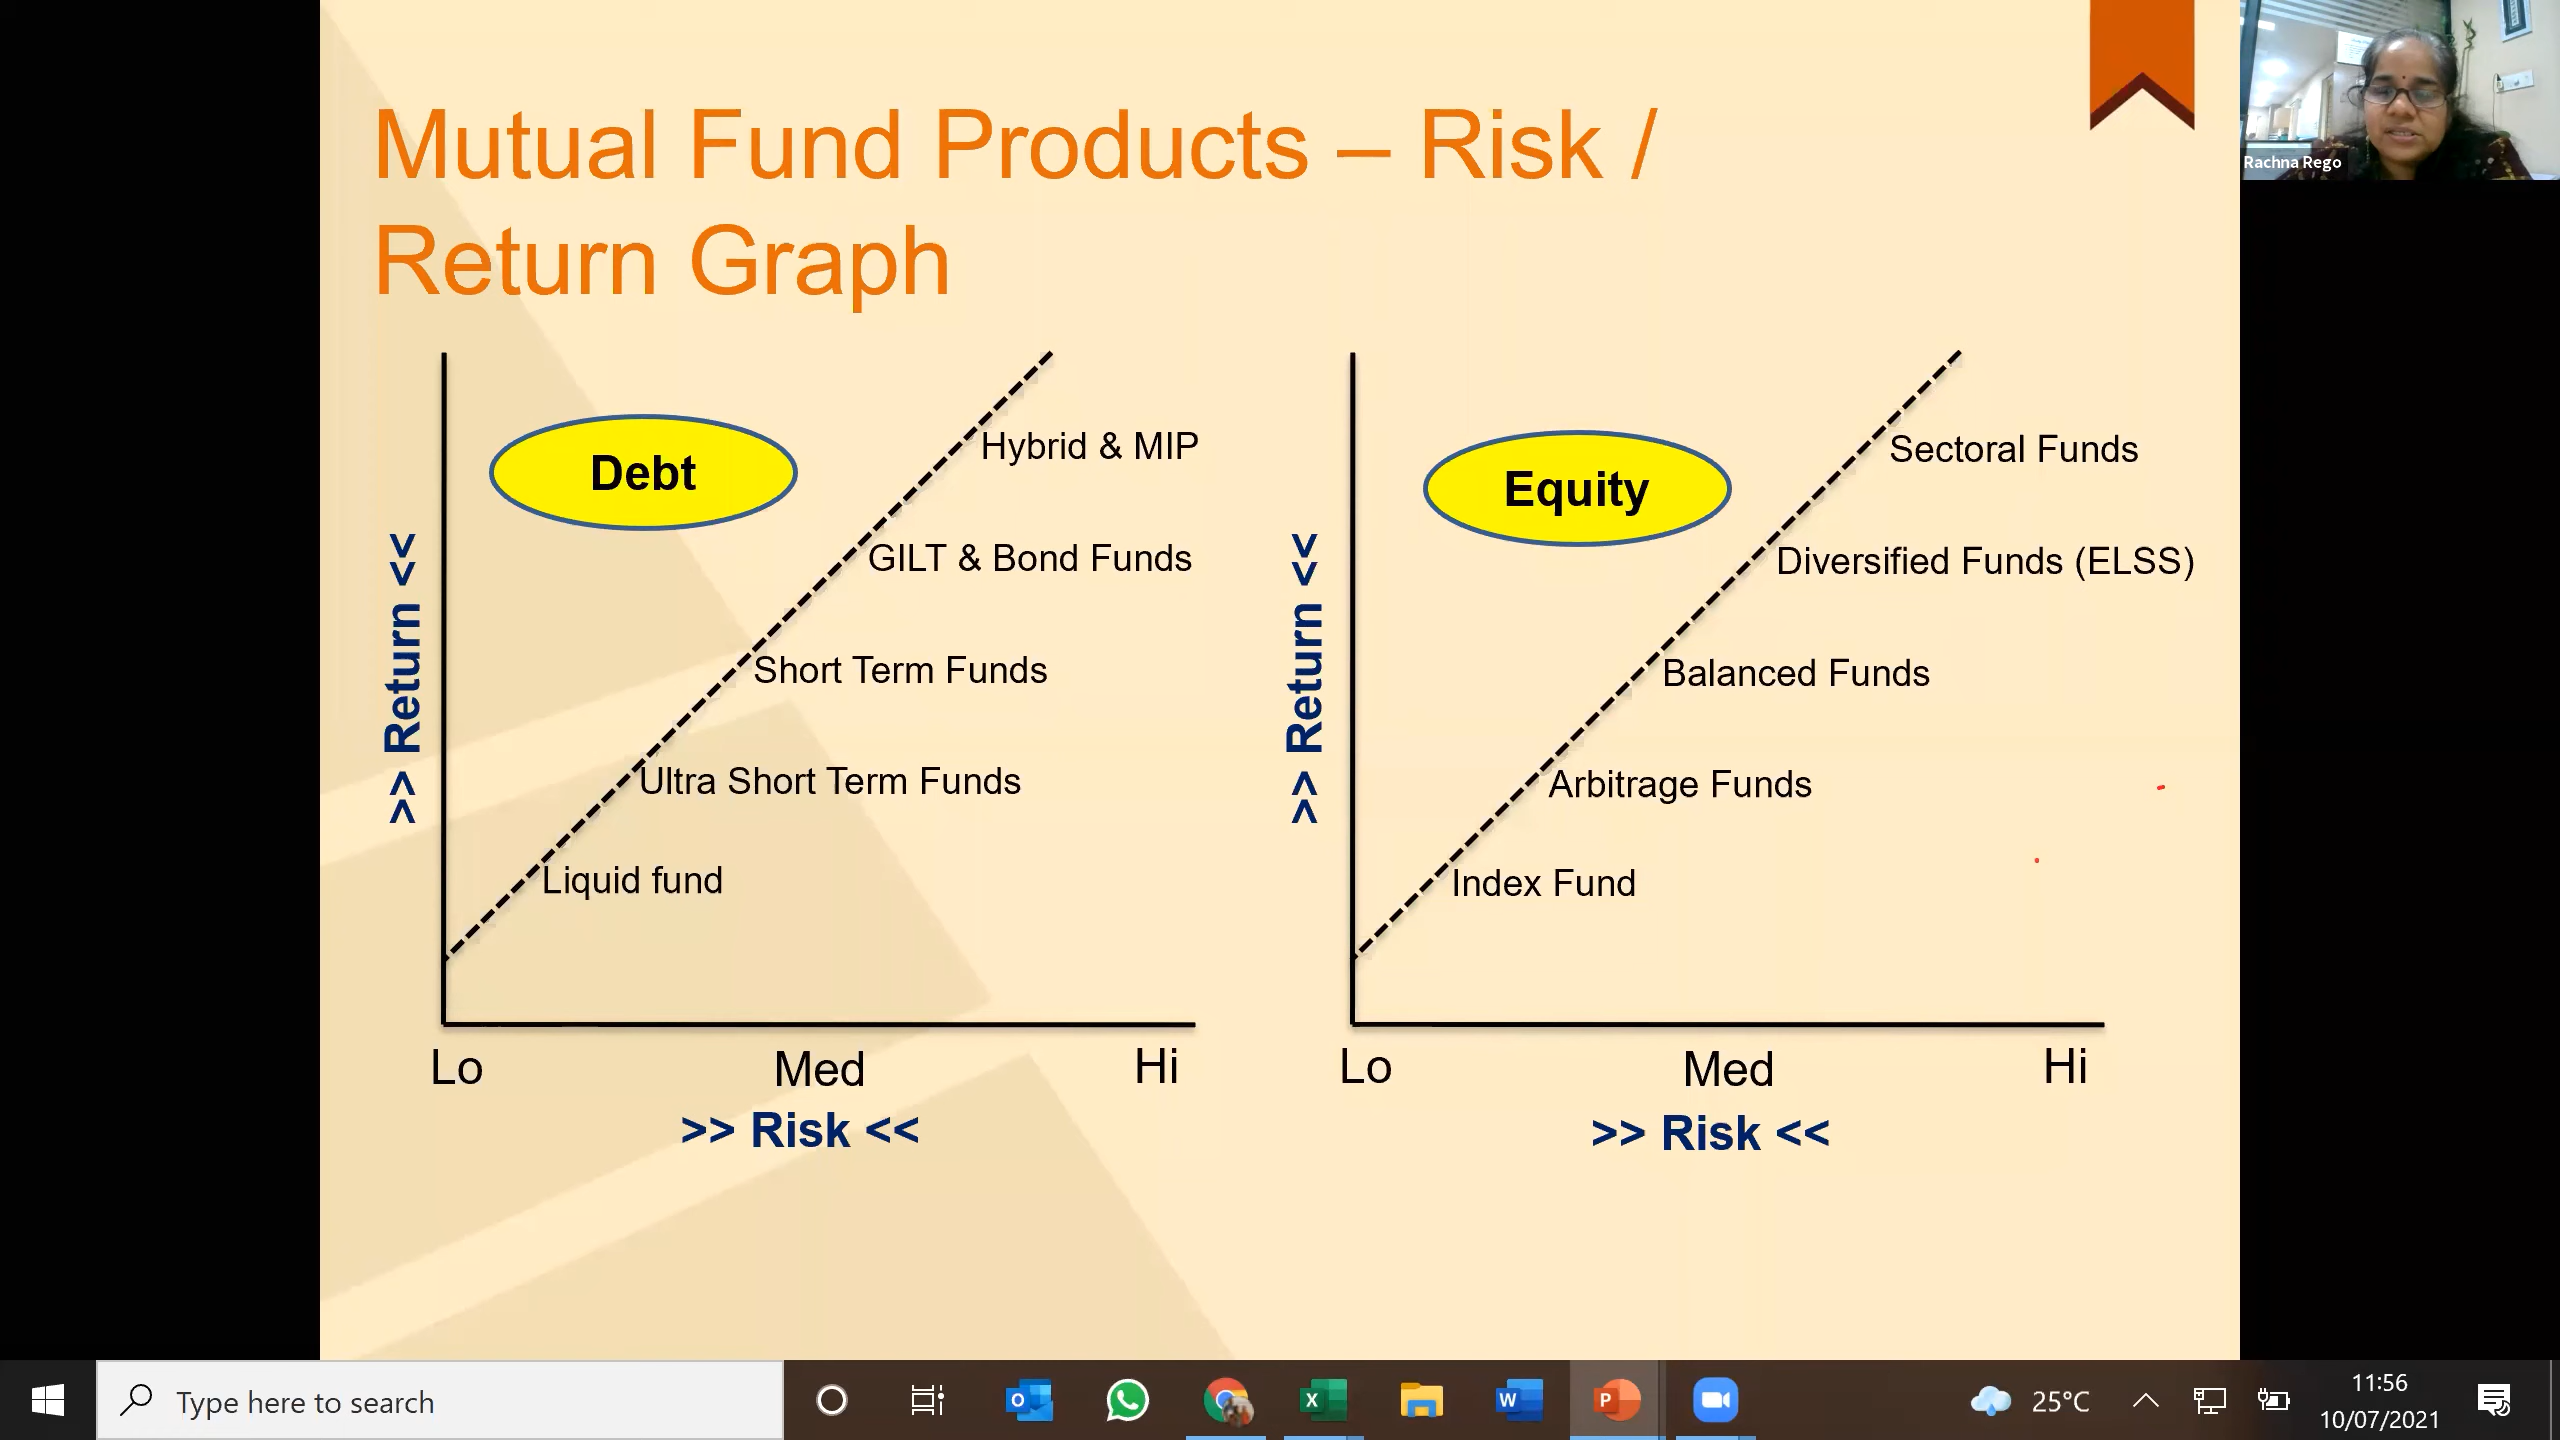 Mutual Fund Products – Risk /
Return Graph
Rachna Rego
Debt
Hybrid & MIP
GILT & Bond Funds
Short Term Funds
Ultra Short Term Funds
Liquid fund
>> Return <<
Lo Med Hi
>> Risk <<
Equity
Sectoral Funds
Diversified Funds (ELSS)
Balanced Funds
Arbitrage Funds
Index Fund
>> Return <<
Lo Med Hi
>> Risk <<
Type here to search
25°C
11:56
10/07/2021